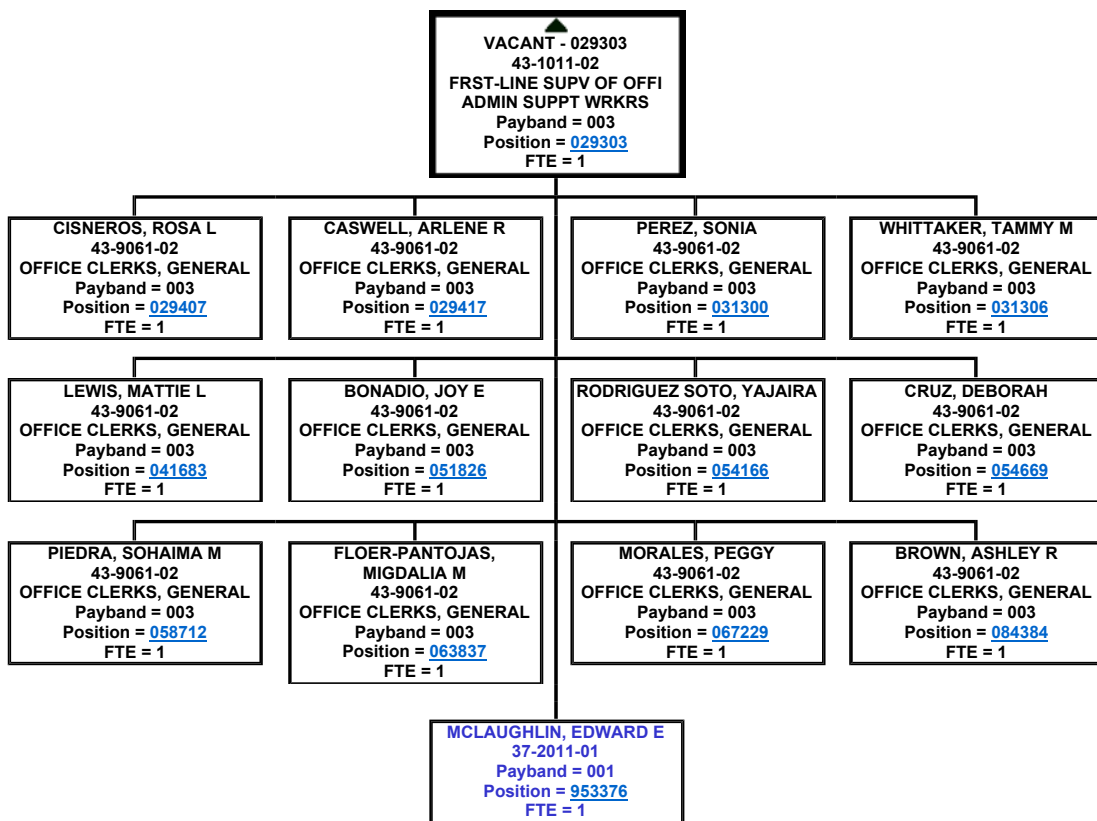 VACANT - 029303
43-1011-02
FRST-LINE SUPV OF OFFI
ADMIN SUPPT WRKRS
Payband = 003
Position = 029303
FTE = 1
CISNEROS, ROSA L
43-9061-02
OFFICE CLERKS, GENERAL
Payband = 003
Position = 029407
FTE = 1
CASWELL, ARLENE R
43-9061-02
OFFICE CLERKS, GENERAL
Payband = 003
Position = 029417
FTE = 1
PEREZ, SONIA
43-9061-02
OFFICE CLERKS, GENERAL
Payband = 003
Position = 031300
FTE = 1
WHITTAKER, TAMMY M
43-9061-02
OFFICE CLERKS, GENERAL
Payband = 003
Position = 031306
FTE = 1
LEWIS, MATTIE L
43-9061-02
OFFICE CLERKS, GENERAL
Payband = 003
Position = 041683
FTE = 1
BONADIO, JOY E
43-9061-02
OFFICE CLERKS, GENERAL
Payband = 003
Position = 051826
FTE = 1
RODRIGUEZ SOTO, YAJAIRA
43-9061-02
OFFICE CLERKS, GENERAL
Payband = 003
Position = 054166
FTE = 1
CRUZ, DEBORAH
43-9061-02
OFFICE CLERKS, GENERAL
Payband = 003
Position = 054669
FTE = 1
PIEDRA, SOHAIMA M
43-9061-02
OFFICE CLERKS, GENERAL
Payband = 003
Position = 058712
FTE = 1
FLOER-PANTOJAS,
MIGDALIA M
43-9061-02
OFFICE CLERKS, GENERAL
Payband = 003
Position = 063837
FTE = 1
MORALES, PEGGY
43-9061-02
OFFICE CLERKS, GENERAL
Payband = 003
Position = 067229
FTE = 1
BROWN, ASHLEY R
43-9061-02
OFFICE CLERKS, GENERAL
Payband = 003
Position = 084384
FTE = 1
MCLAUGHLIN, EDWARD E
37-2011-01
Payband = 001
Position = 953376
FTE = 1